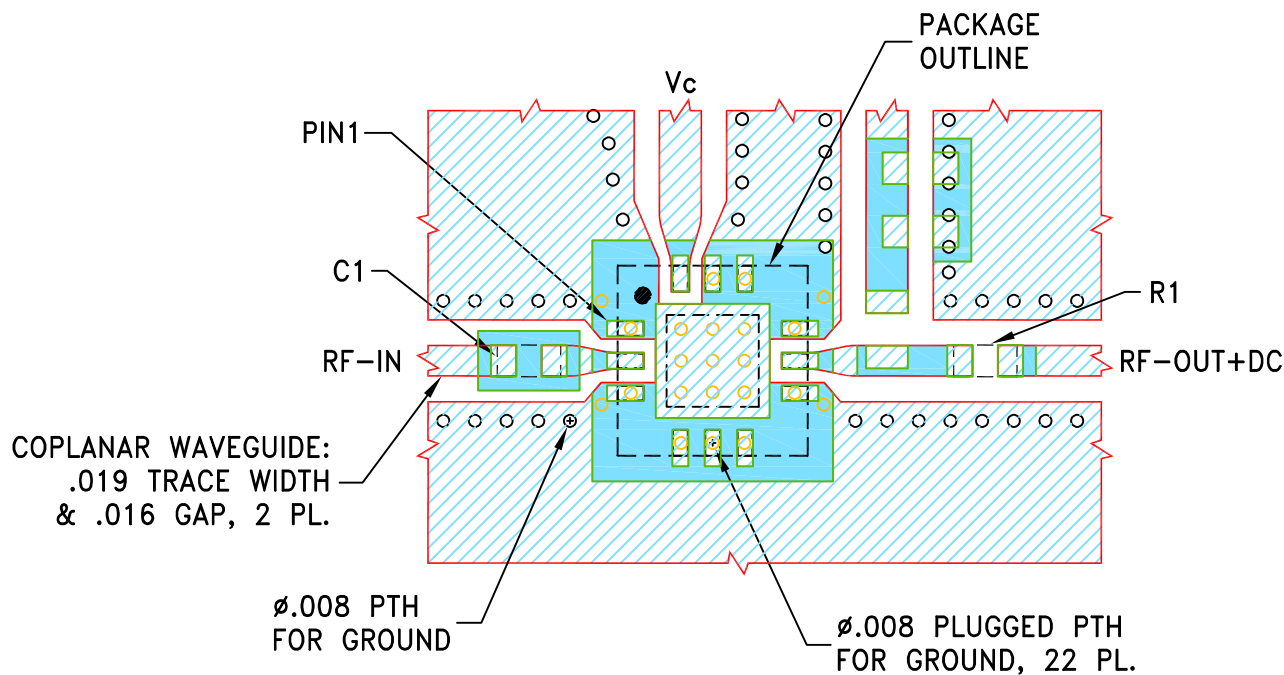 PACKAGE
OUTLINE
Vc
PIN1
C1
R1
RF-IN
RF-OUT+DC
COPLANAR WAVEGUIDE:
.019 TRACE WIDTH
& .016 GAP, 2 PL.
ø.008 PTH
FOR GROUND
ø.008 PLUGGED PTH
FOR GROUND, 22 PL.